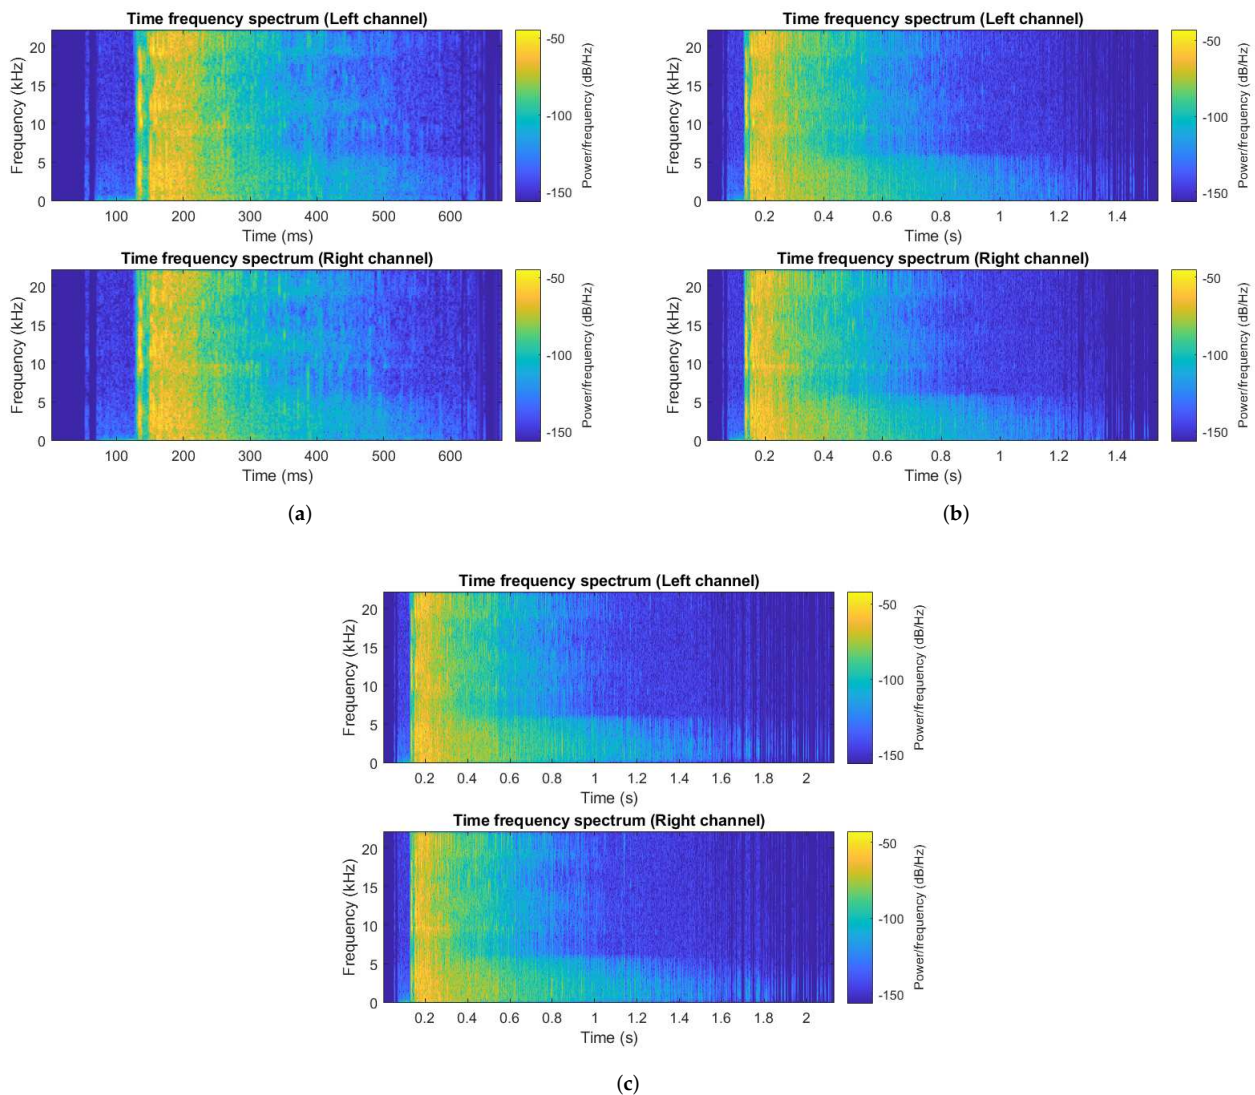 Time frequency spectrum (Left channel)
Frequency (kHz)
20
15
10
5
0
100 200 300 400 500 600
Time (ms)
-50
-100
-150
Power/frequency (dB/Hz)
Time frequency spectrum (Right channel)
Frequency (kHz)
20
15
10
5
0
100 200 300 400 500 600
Time (ms)
-50
-100
-150
Power/frequency (dB/Hz)
(a)
Time frequency spectrum (Left channel)
Frequency (kHz)
20
15
10
5
0
0.2 0.4 0.6 0.8 1 1.2 1.4
Time (s)
-50
-100
-150
Power/frequency (dB/Hz)
Time frequency spectrum (Right channel)
Frequency (kHz)
20
15
10
5
0
0.2 0.4 0.6 0.8 1 1.2 1.4
Time (s)
-50
-100
-150
Power/frequency (dB/Hz)
(b)
Time frequency spectrum (Left channel)
Frequency (kHz)
20
15
10
5
0
0.2 0.4 0.6 0.8 1 1.2 1.4 1.6 1.8 2
Time (s)
-50
-100
-150
Power/frequency (dB/Hz)
Time frequency spectrum (Right channel)
Frequency (kHz)
20
15
10
5
0
0.2 0.4 0.6 0.8 1 1.2 1.4 1.6 1.8 2
Time (s)
-50
-100
-150
Power/frequency (dB/Hz)
(c)